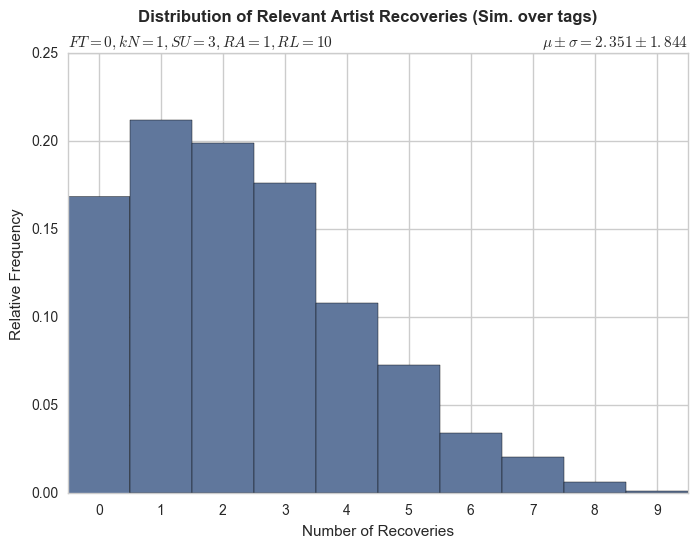 Distribution of Relevant Artist Recoveries (Sim. over tags)
FT = 0, kN = 1, SU = 3, RA = 1, RL = 10
μ ± σ = 2.351 ± 1.844
0.25
0.20
0.15
0.10
0.05
0.00
Relative Frequency
0 1 2 3 4 5 6 7 8 9
Number of Recoveries